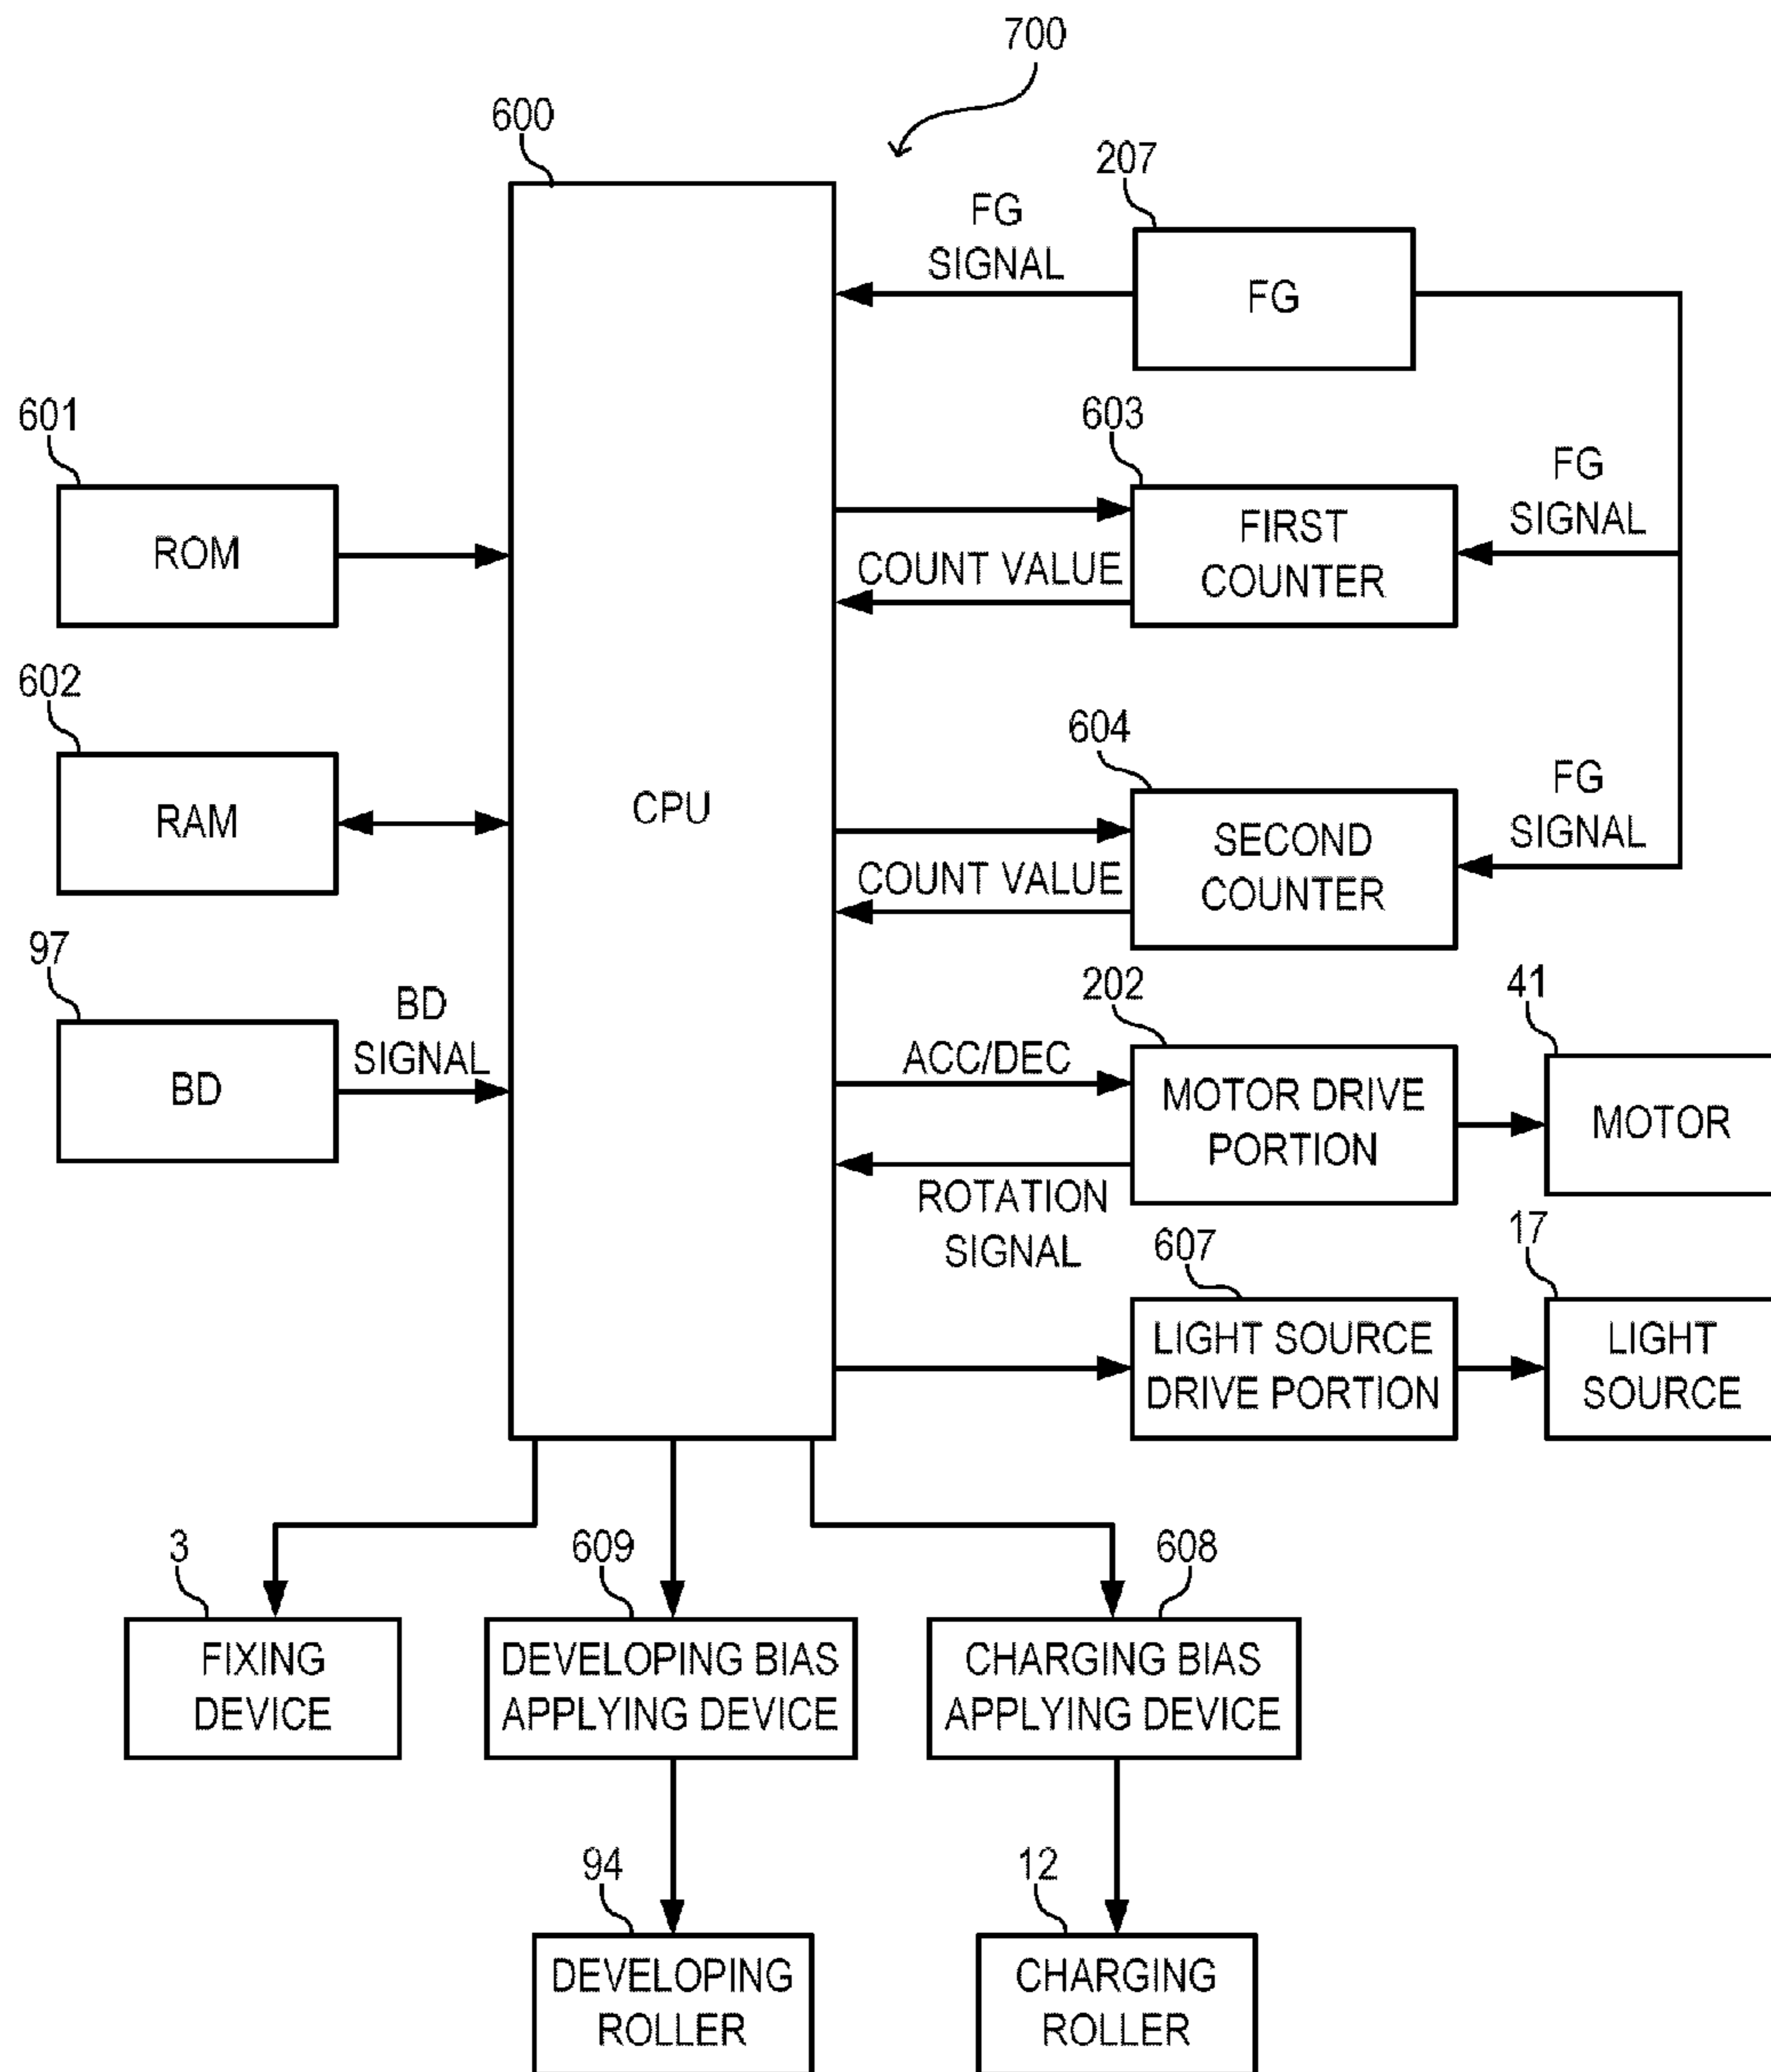 700
600
207
FG
SIGNAL
FG
601
603
FG
SIGNAL
ROM
FIRST
COUNTER
COUNT VALUE
602
604
FG
SIGNAL
RAM
CPU
SECOND
COUNTER
COUNT VALUE
97
BD
SIGNAL
202
41
BD
ACC/DEC
MOTOR DRIVE
PORTION
MOTOR
ROTATION
SIGNAL
607
17
LIGHT SOURCE
DRIVE PORTION
LIGHT
SOURCE
3
609
608
FIXING
DEVICE
DEVELOPING BIAS
APPLYING DEVICE
CHARGING BIAS
APPLYING DEVICE
94
12
DEVELOPING
ROLLER
CHARGING
ROLLER